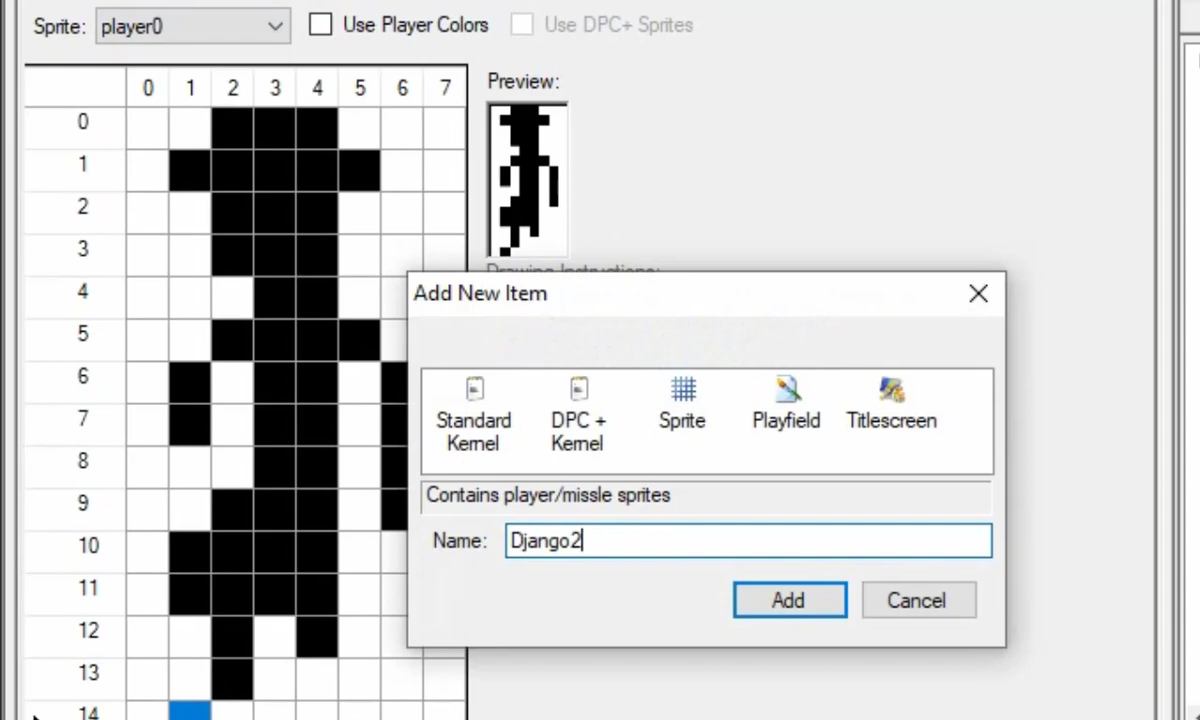 Sprite: player0 Use Player Colors Use DPC+ Sprites
0 1 2 3 4 5 6 7
Preview:
0
1
2
3
Drawing Instructions:
4
5
6
7
8
9
10
11
12
13
14
Add New Item
Standard Kernel
DPC + Kernel
Sprite
Playfield
Titlescreen
Contains player/missle sprites
Name: Django2
Add Cancel